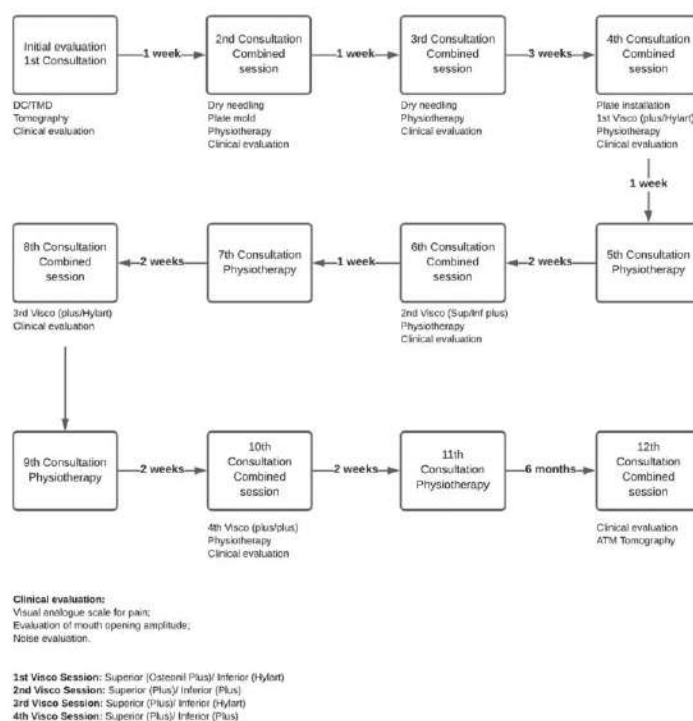 Initial evaluation
1st Consultation
1 week
2nd Consultation
Combined
session
1 week
3rd Consultation
Combined
session
3 weeks
4th Consultation
Combined
session
DC/TMD
Tomography
Clinical evaluation
Dry needling
Plate mold
Physiotherapy
Clinical evaluation
Dry needling
Physiotherapy
Clinical evaluation
Plate installation
1st Visco (plus/Hylart)
Physiotherapy
Clinical evaluation
1 week
8th Consultation
Combined
session
2 weeks
7th Consultation
Physiotherapy
1 week
6th Consultation
Combined
session
2 weeks
5th Consultation
Physiotherapy
3rd Visco (plus/Hylart)
Clinical evaluation
2nd Visco (Sup/Inf plus)
Physiotherapy
Clinical evaluation
9th Consultation
Physiotherapy
2 weeks
10th
Consultation
Combined
session
2 weeks
11th
Consultation
Physiotherapy
6 months
12th
Consultation
Combined
session
4th Visco (plus/plus)
Physiotherapy
Clinical evaluation
Clinical evaluation
ATM Tomography
Clinical evaluation:
Visual analogue scale for pain;
Evaluation of mouth opening amplitude;
Noise evaluation.
1st Visco Session: Superior (Osteonil Plus)/ Inferior (Hylart)
2nd Visco Session: Superior (Plus)/ Inferior (Plus)
3rd Visco Session: Superior (Plus)/ Inferior (Hylart)
4th Visco Session: Superior (Plus)/ Inferior (Plus)